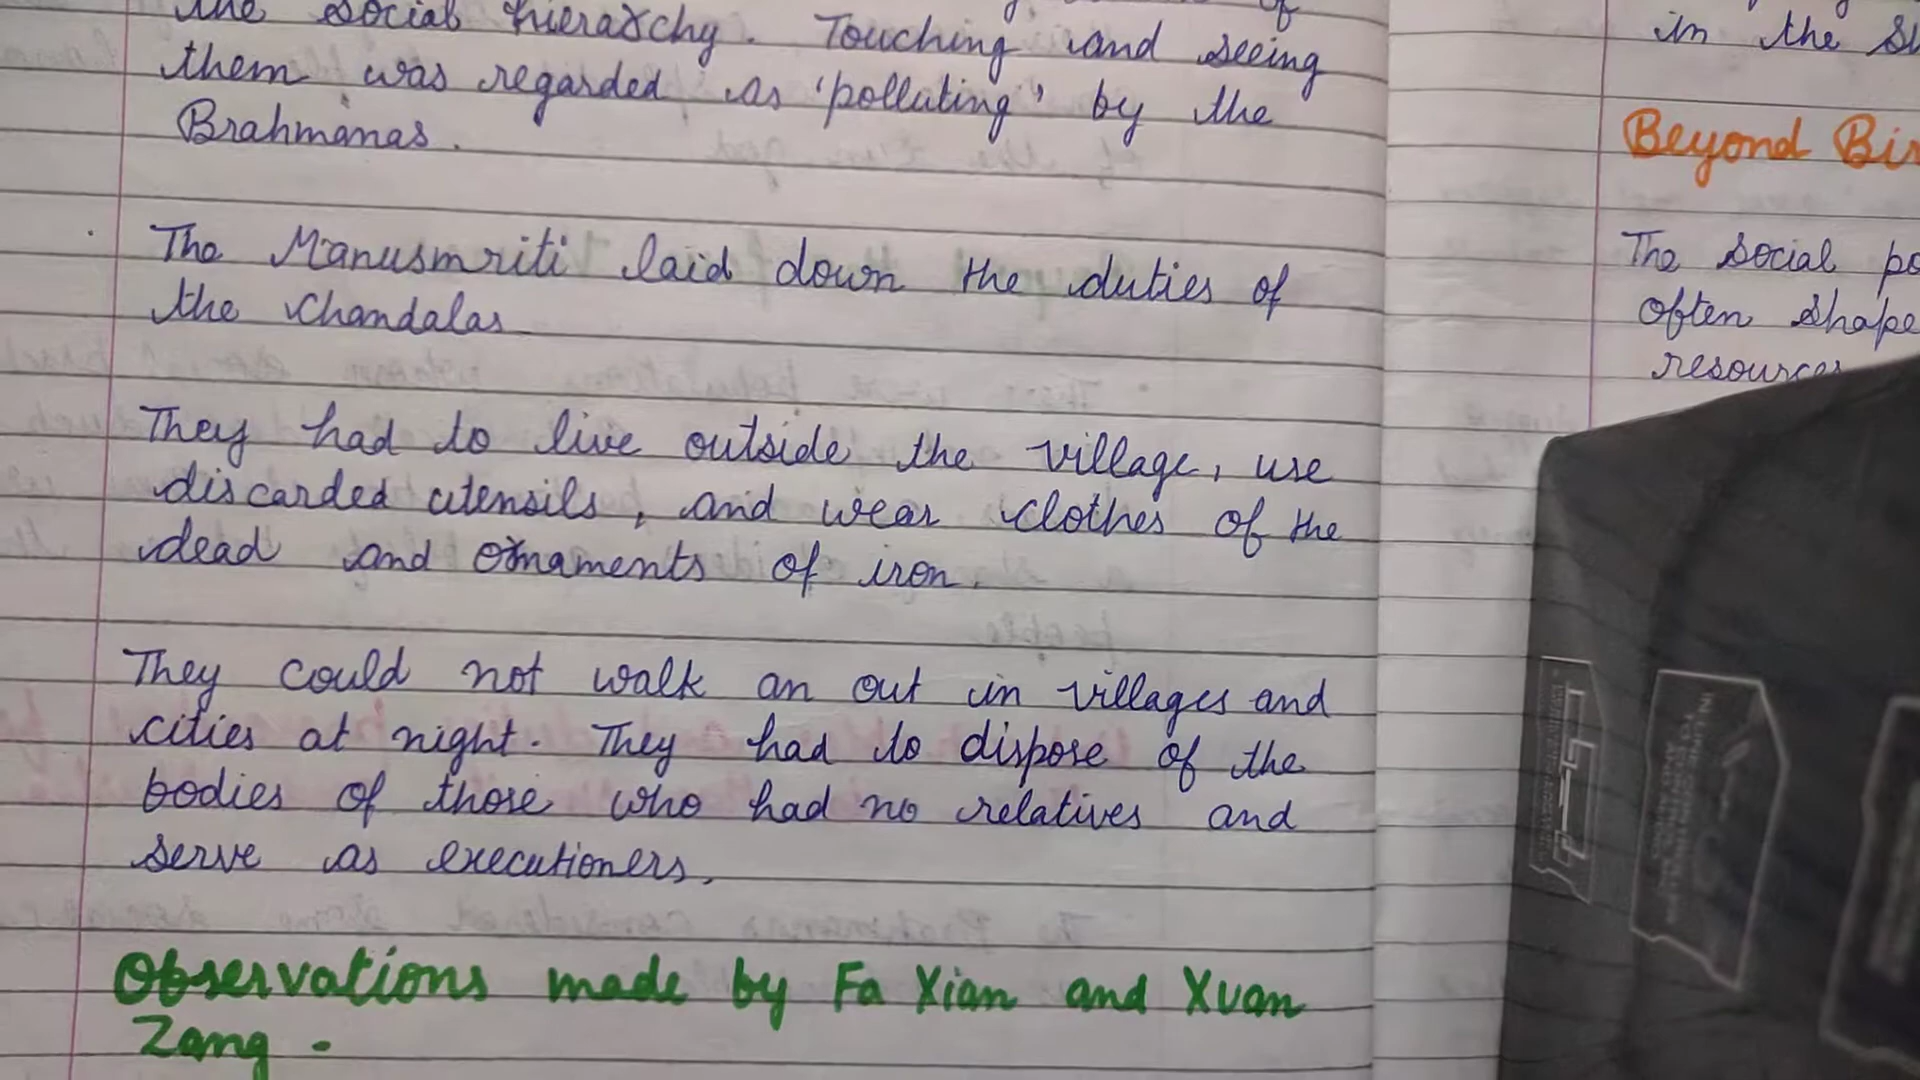 the social hierarchy. Touching and seeing
them was regarded as 'polluting' by the
Brahmanas.
The Manusmriti laid down the duties of
the Chandalas
They had to live outside the village, use
discarded utensils, and wear clothes of the
dead and ornaments of iron.
They could not walk an out in villages and
cities at night. They had to dispose of the
bodies of those who had no relatives and
serve as executioners.
Observations made by Fa Xian and Xuan
Zang -
in the
Beyond
The social
often shape
resources